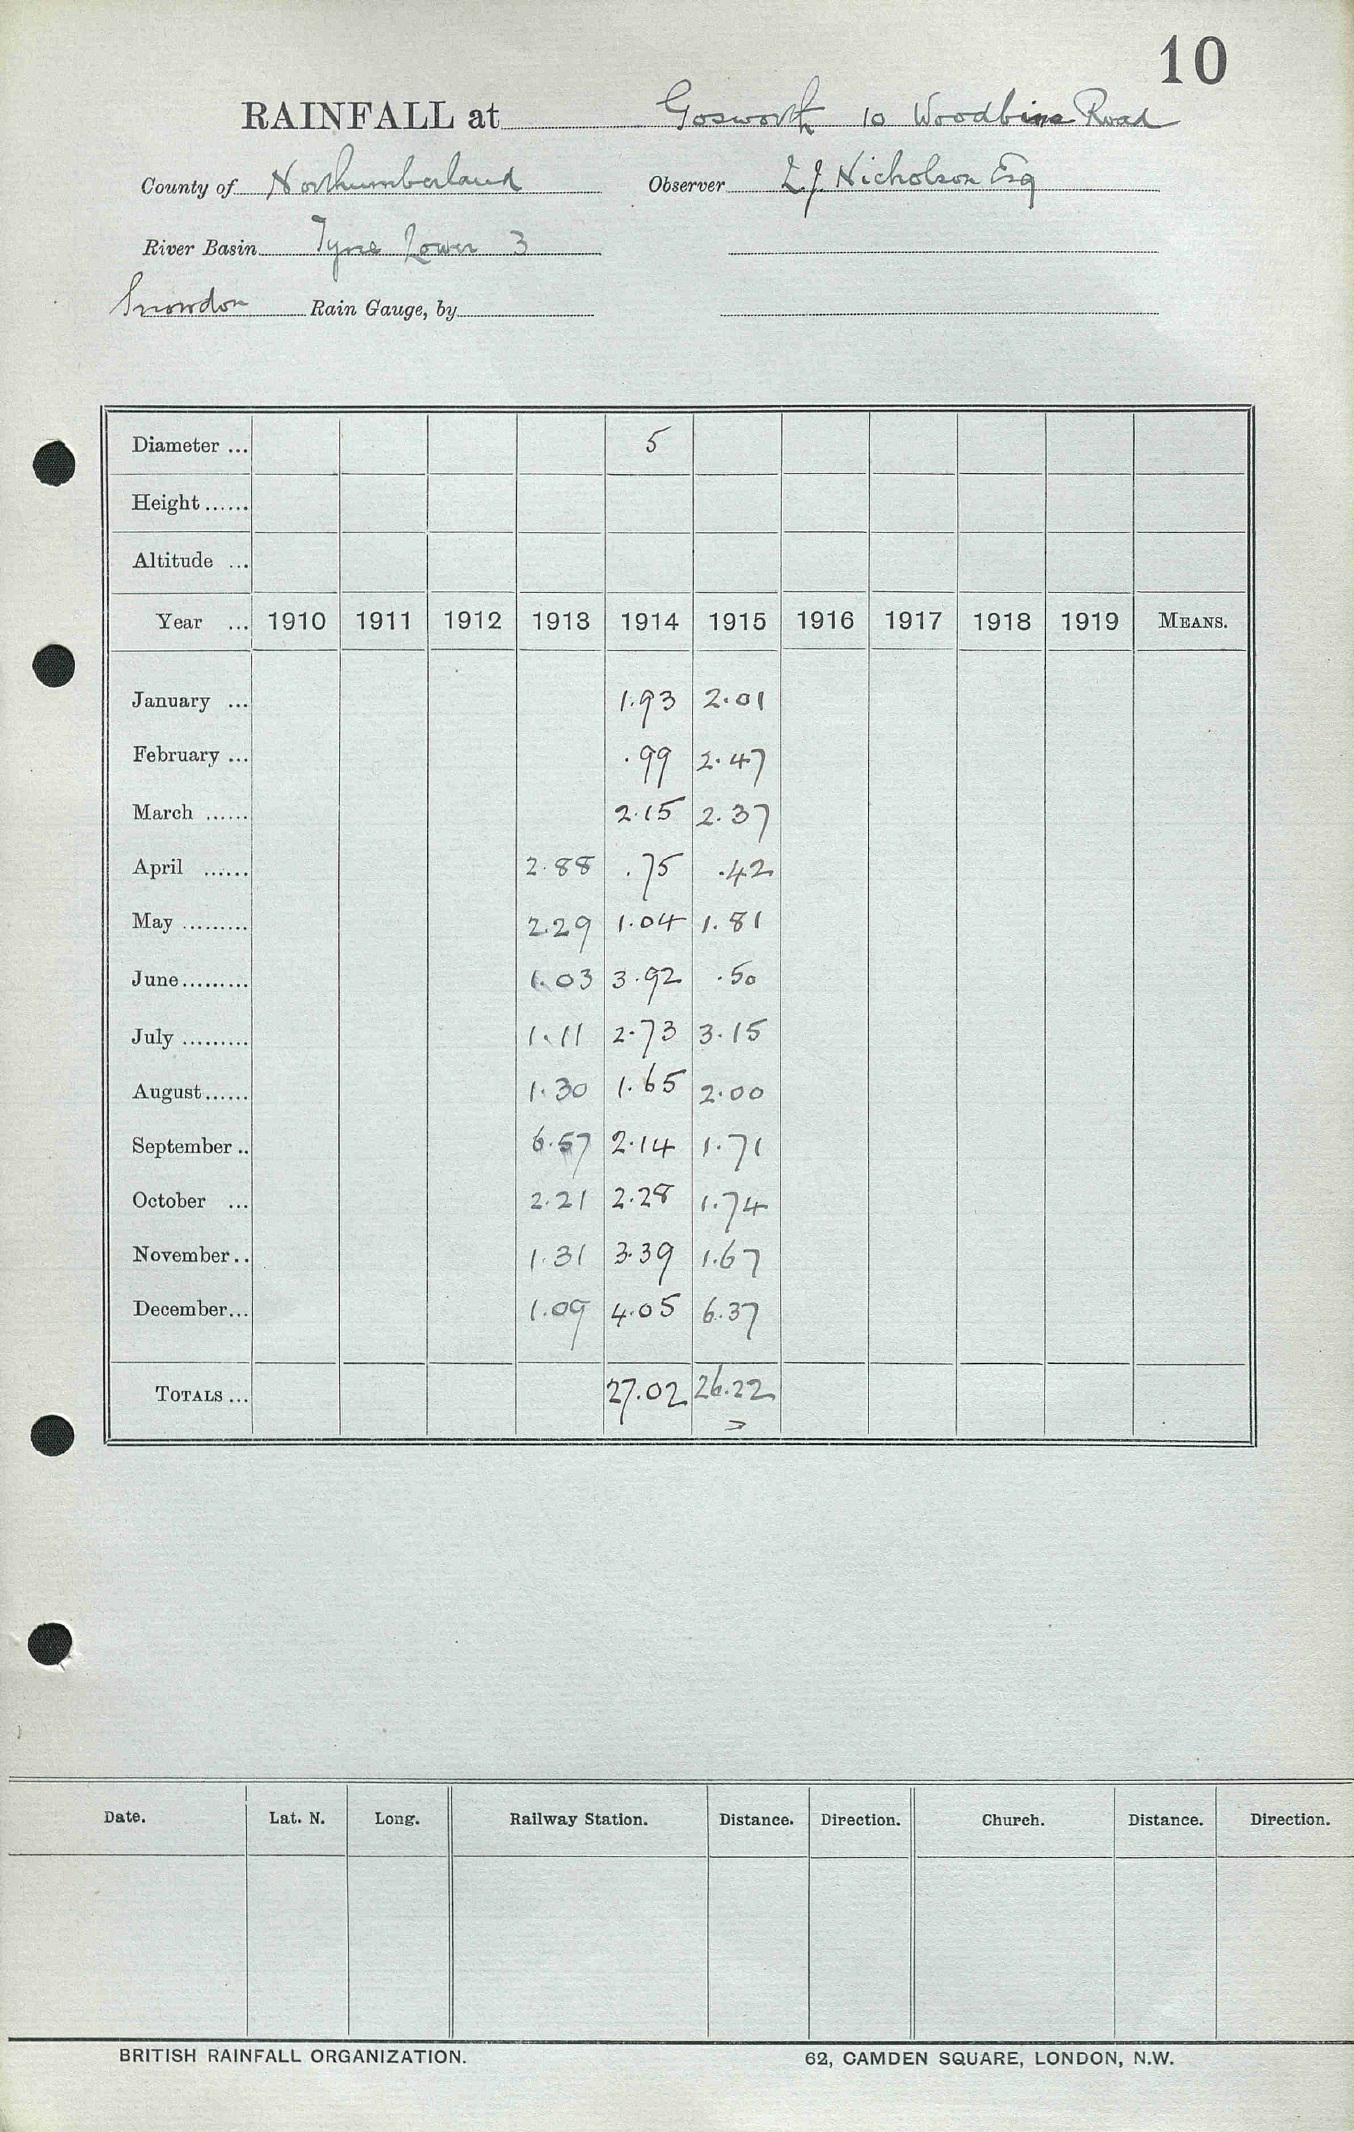 10
RAINFALL at Gosworth 10 Woodbine Road
County of Northumberland Observer L J Nicholson Esq
River Basin Tyne Lower 3
Snowdon Rain Gauge, by
Diameter ... 5
Height ......
Altitude ...
Year ... 1910 1911 1912 1913 1914 1915 1916 1917 1918 1919 MEANS.
January ... 1.93 2.01
February ... .99 2.47
March ...... 2.15 2.37
April ...... 2.88 .75 .42
May ......... 2.29 1.04 1.81
June......... 1.03 3.92 .50
July ......... 1.11 2.73 3.15
August...... 1.30 1.65 2.00
September .. 6.57 2.14 1.71
October ... 2.21 2.28 1.74
November .. 1.31 3.39 1.67
December... 1.09 4.05 6.37
TOTALS ... 27.02 26.22
Date. Lat. N. Long. Railway Station. Distance. Direction. Church. Distance. Direction.
BRITISH RAINFALL ORGANIZATION. 62, CAMDEN SQUARE, LONDON, N.W.